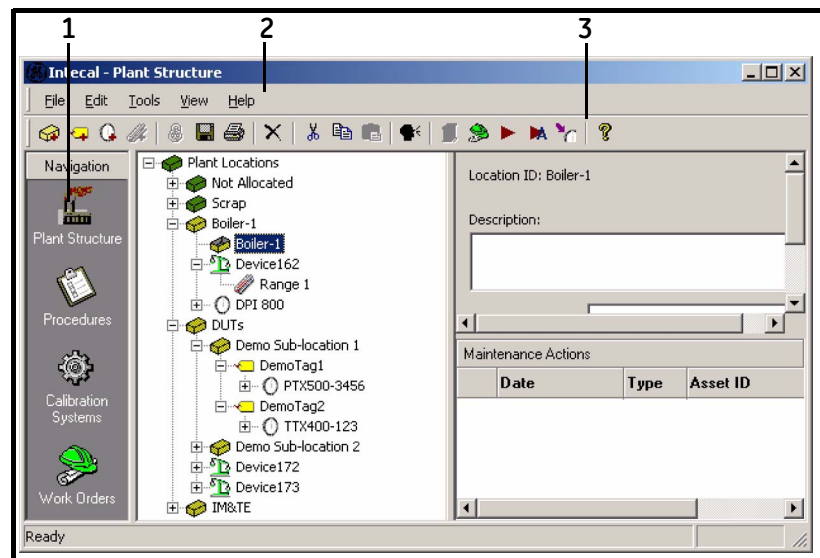 1 2 3
Intecal - Plant Structure
File Edit Tools View Help
Navigation
Plant Structure
Procedures
Calibration
Systems
Work Orders
Plant Locations
Not Allocated
Scrap
Boiler-1
Boiler-1
Device162
Range 1
DPI 800
DUTs
Demo Sub-location 1
DemoTag1
PTX500-3456
DemoTag2
TTX400-123
Demo Sub-location 2
Device172
Device173
IM&TE
Location ID: Boiler-1
Description:
Maintenance Actions
Date Type Asset ID
Ready